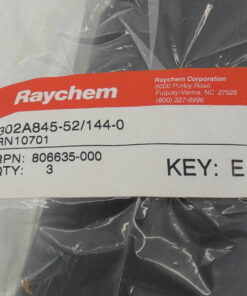 Raychem
Raychem Corporation
8000 Purfoy Road
Fuquay-Varina, NC 27526
(800) 327-6996
302A845-52/144-0
RN10701
RPN: 806635-000
QTY: 3
KEY: E